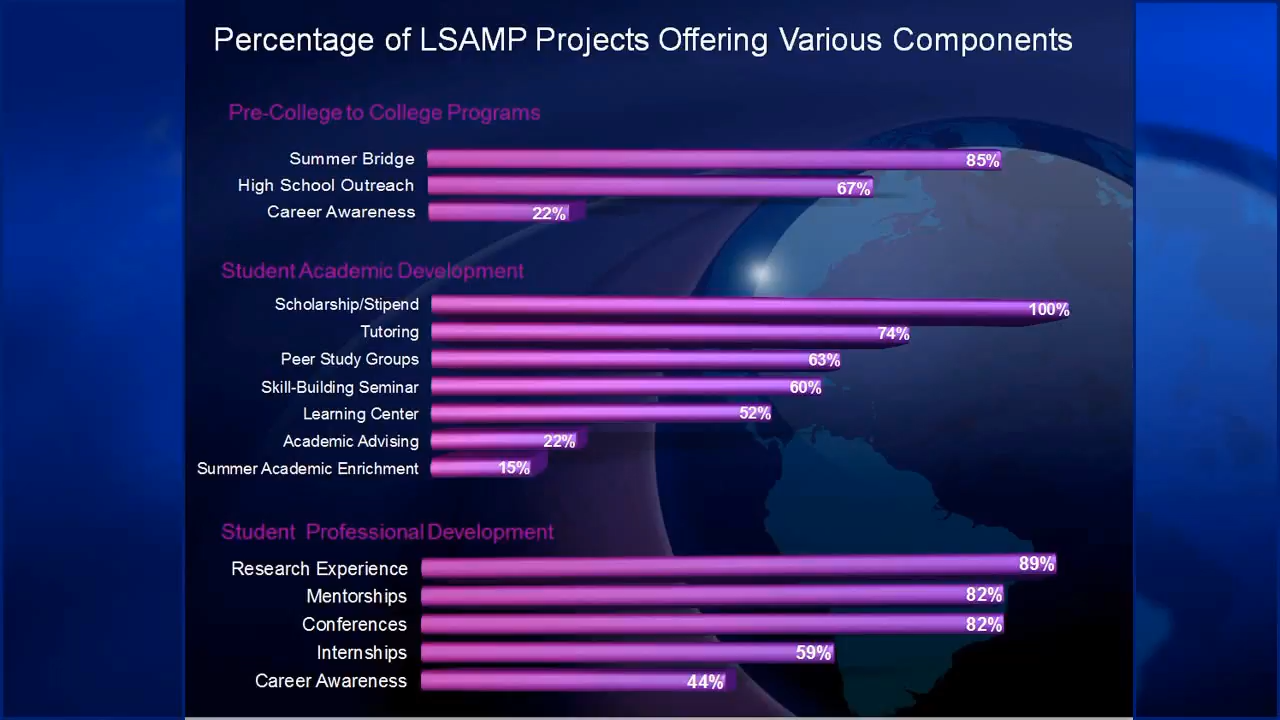 Percentage of LSAMP Projects Offering Various Components
Pre-College to College Programs
Summer Bridge 85%
High School Outreach 67%
Career Awareness 22%
Student Academic Development
Scholarship/Stipend 100%
Tutoring 74%
Peer Study Groups 63%
Skill-Building Seminar 60%
Learning Center 52%
Academic Advising 22%
Summer Academic Enrichment 15%
Student Professional Development
Research Experience 89%
Mentorships 82%
Conferences 82%
Internships 59%
Career Awareness 44%